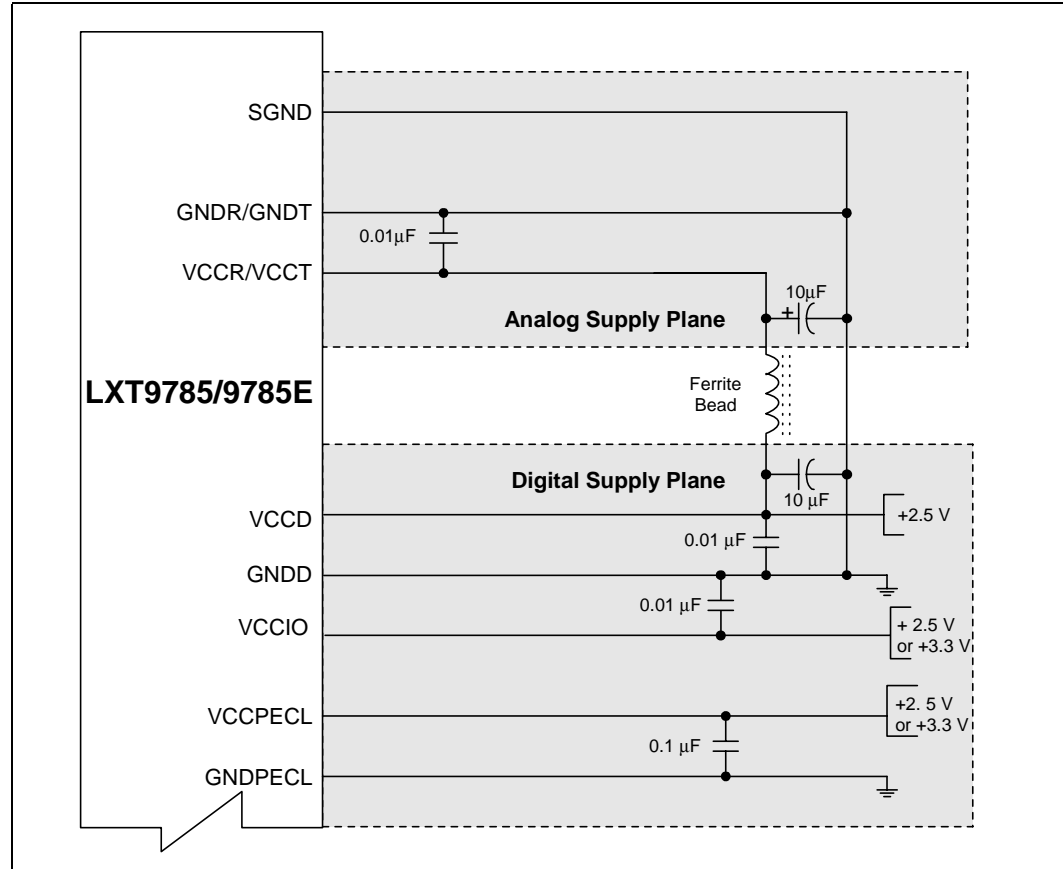 SGND
GNDR/GNDT
0.01µF
VCCR/VCCT
10µF
+
Analog Supply Plane
LXT9785/9785E
Ferrite
Bead
Digital Supply Plane
10 µF
VCCD
+2.5 V
0.01 µF
GNDD
0.01 µF
VCCIO
+ 2.5 V
or +3.3 V
VCCPECL
+2. 5 V
or +3.3 V
0.1 µF
GNDPECL